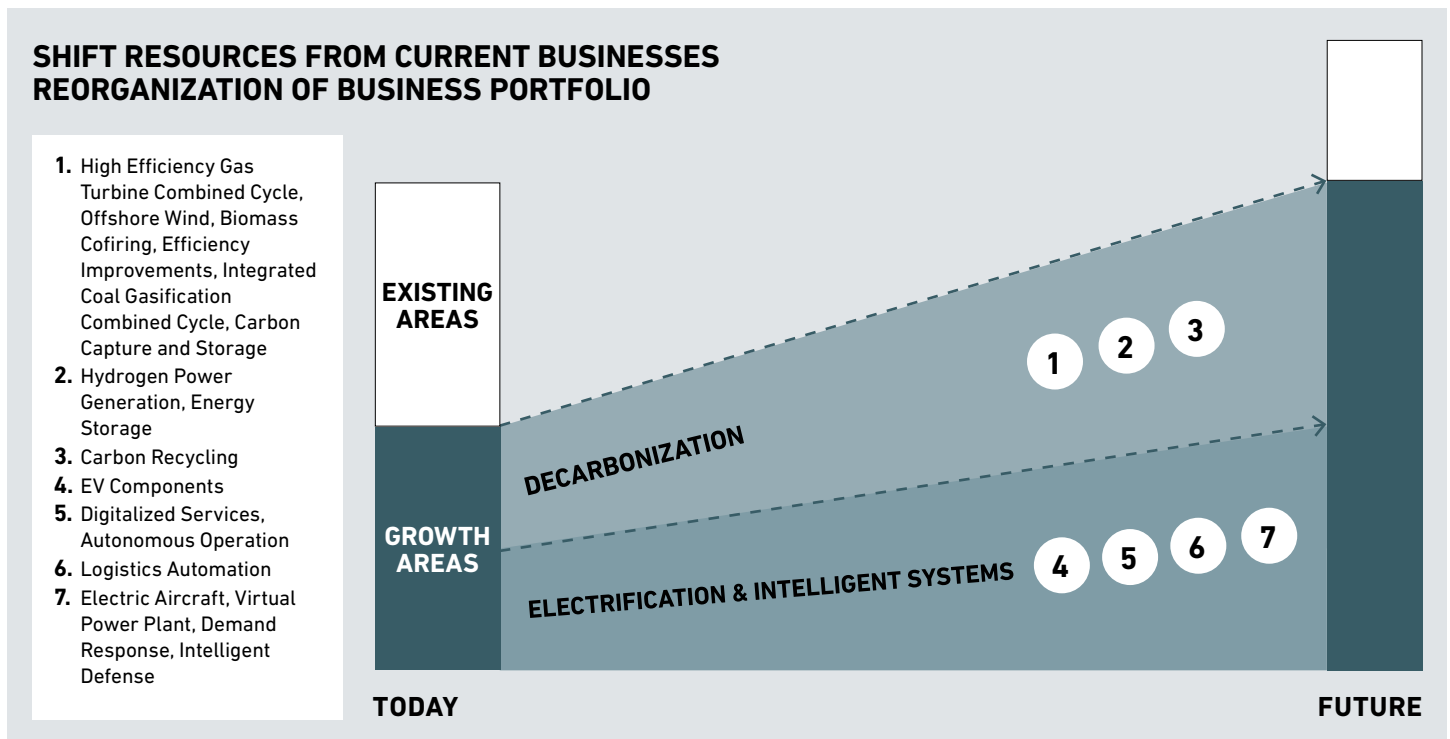 SHIFT RESOURCES FROM CURRENT BUSINESSES
REORGANIZATION OF BUSINESS PORTFOLIO
1. High Efficiency Gas
Turbine Combined Cycle,
Offshore Wind, Biomass
Cofiring, Efficiency
Improvements, Integrated
Coal Gasification
Combined Cycle, Carbon
Capture and Storage
2. Hydrogen Power
Generation, Energy
Storage
3. Carbon Recycling
4. EV Components
5. Digitalized Services,
Autonomous Operation
6. Logistics Automation
7. Electric Aircraft, Virtual
Power Plant, Demand
Response, Intelligent
Defense
EXISTING
AREAS
GROWTH
AREAS
DECARBONIZATION
1 2 3
ELECTRIFICATION & INTELLIGENT SYSTEMS
4 5 6 7
TODAY
FUTURE